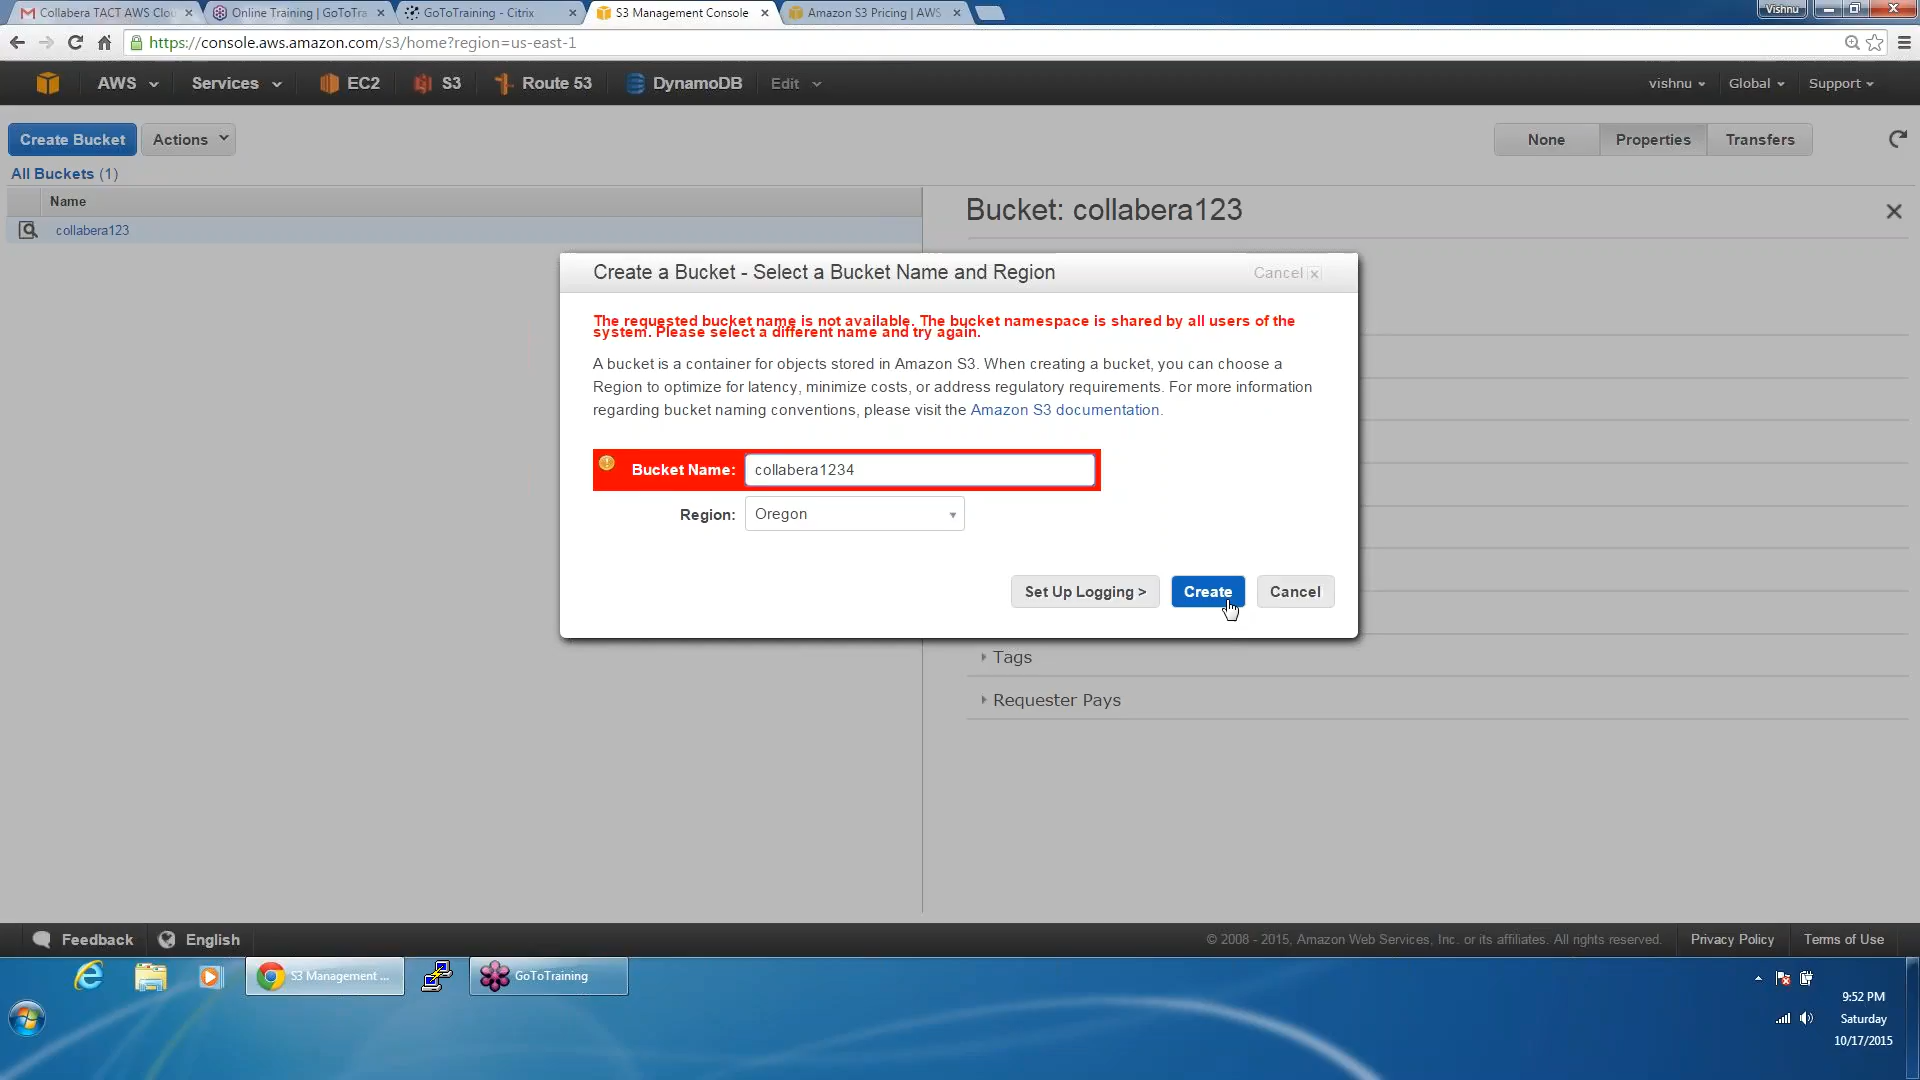 Collabera TACT AWS Clou
Online Training | GoToTra
GoToTraining - Citrix
S3 Management Console
Amazon S3 Pricing | AWS
Vishnu
https://console.aws.amazon.com/s3/home?region=us-east-1
AWS
Services
EC2
S3
Route 53
DynamoDB
Edit
vishnu
Global
Support
Create Bucket
Actions
None
Properties
Transfers
All Buckets (1)
Name
collabera123
Bucket: collabera123
Create a Bucket - Select a Bucket Name and Region
Cancel
The requested bucket name is not available. The bucket namespace is shared by all users of the
system. Please select a different name and try again.
A bucket is a container for objects stored in Amazon S3. When creating a bucket, you can choose a
Region to optimize for latency, minimize costs, or address regulatory requirements. For more information
regarding bucket naming conventions, please visit the Amazon S3 documentation.
Bucket Name: collabera1234
Region: Oregon
Set Up Logging >
Create
Cancel
Tags
Requester Pays
Feedback
English
© 2008 - 2015, Amazon Web Services, Inc. or its affiliates. All rights reserved.
Privacy Policy
Terms of Use
S3 Management ...
GoToTraining
9:52 PM
Saturday
10/17/2015